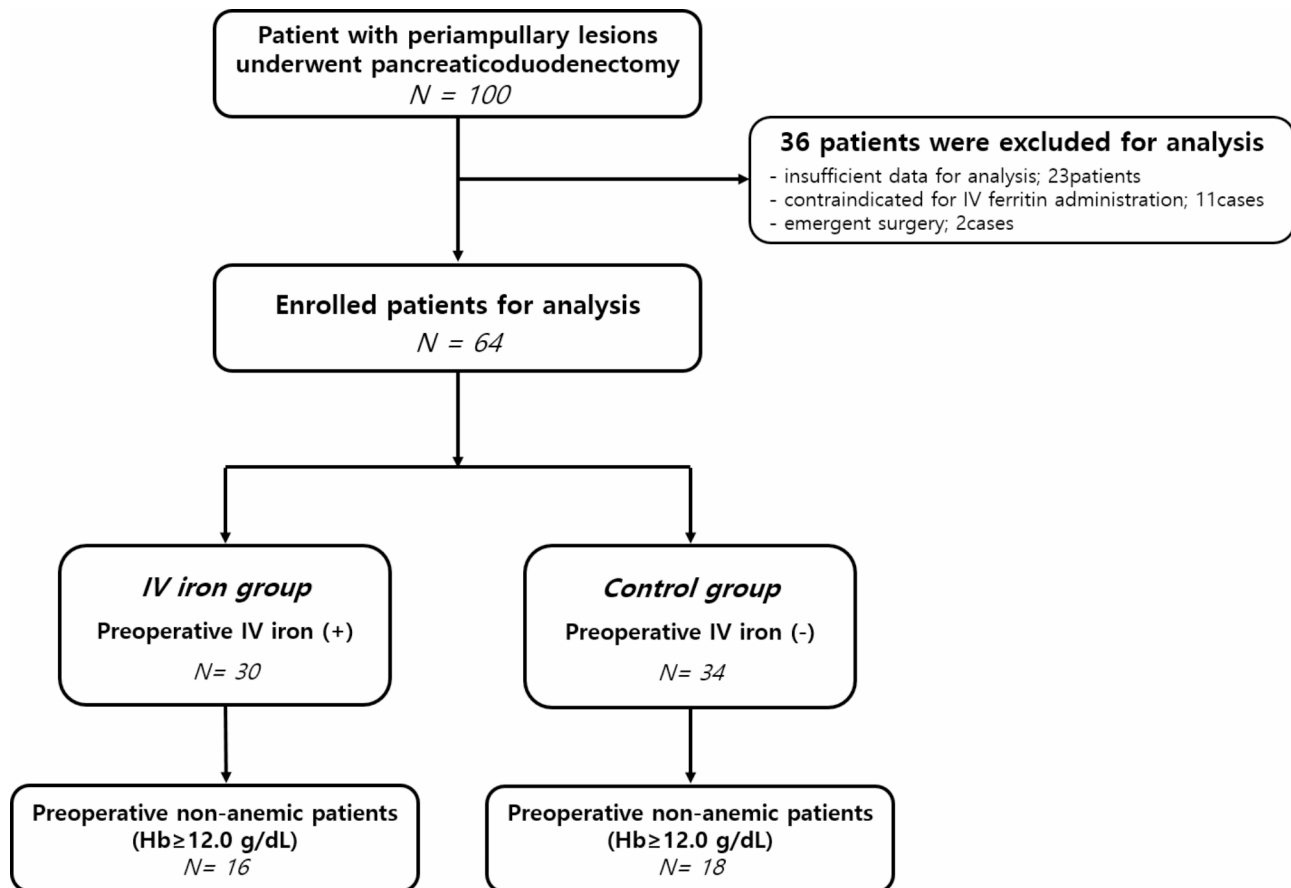 Patient with periampullary lesions
underwent pancreaticoduodenectomy
N = 100
36 patients were excluded for analysis
- insufficient data for analysis; 23patients
- contraindicated for IV ferritin administration; 11cases
- emergent surgery; 2cases
Enrolled patients for analysis
N = 64
IV iron group
Preoperative IV iron (+)
N= 30
Control group
Preoperative IV iron (-)
N= 34
Preoperative non-anemic patients
(Hb≥12.0 g/dL)
N= 16
Preoperative non-anemic patients
(Hb≥12.0 g/dL)
N= 18